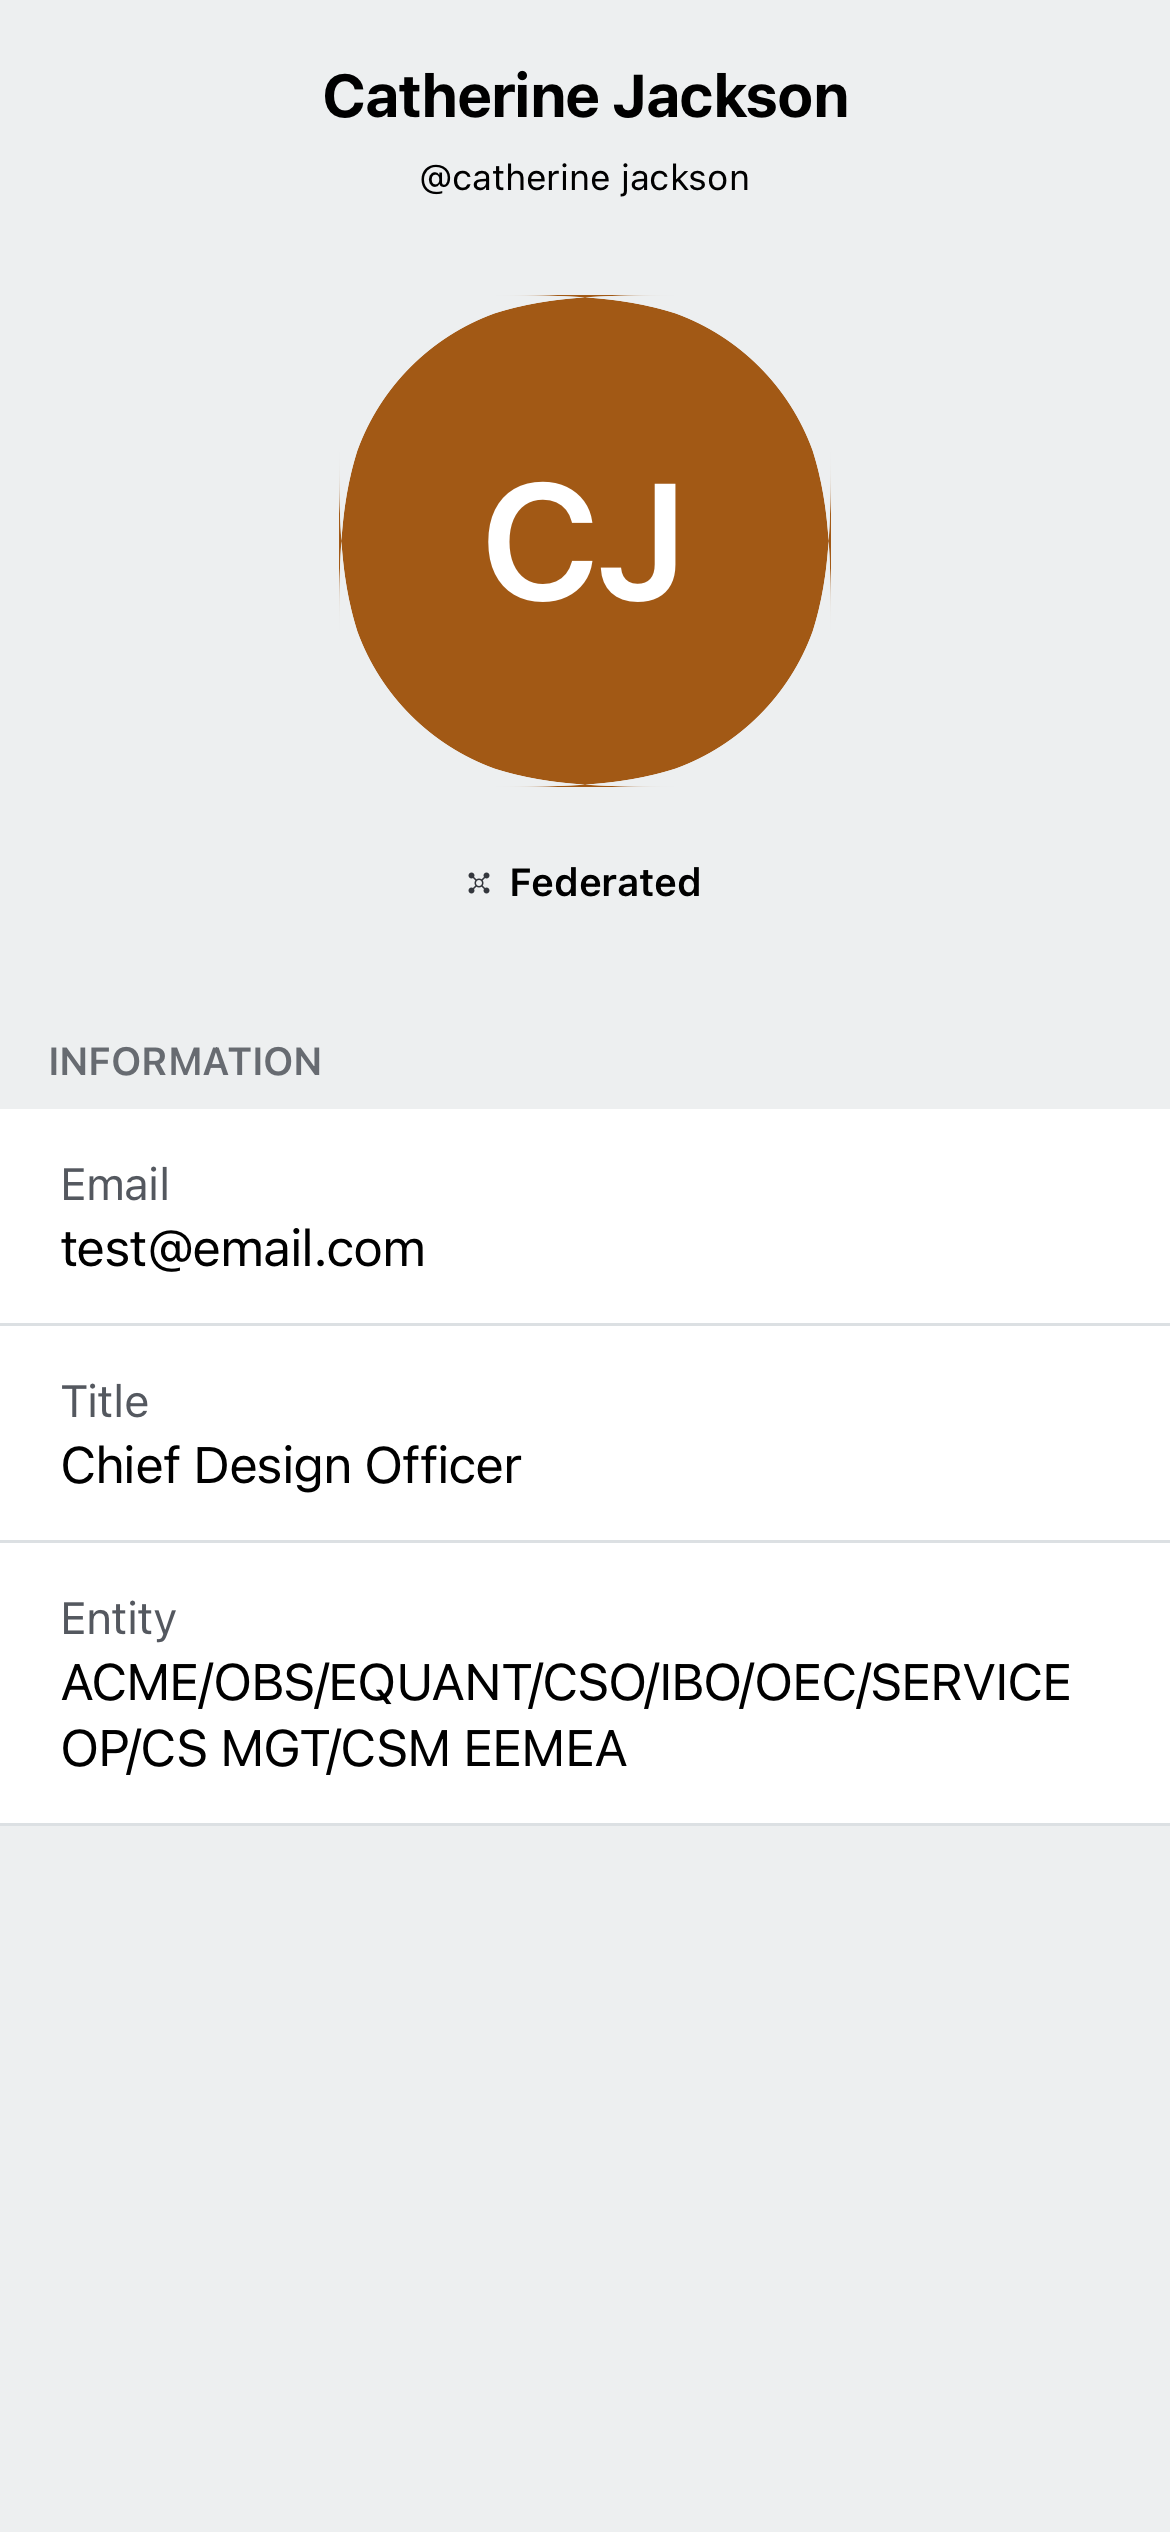 Catherine Jackson
@catherine jackson
CJ
Federated
INFORMATION
Email
test@email.com
Title
Chief Design Officer
Entity
ACME/OBS/EQUANT/CSO/IBO/OEC/SERVICE
OP/CS MGT/CSM EEMEA